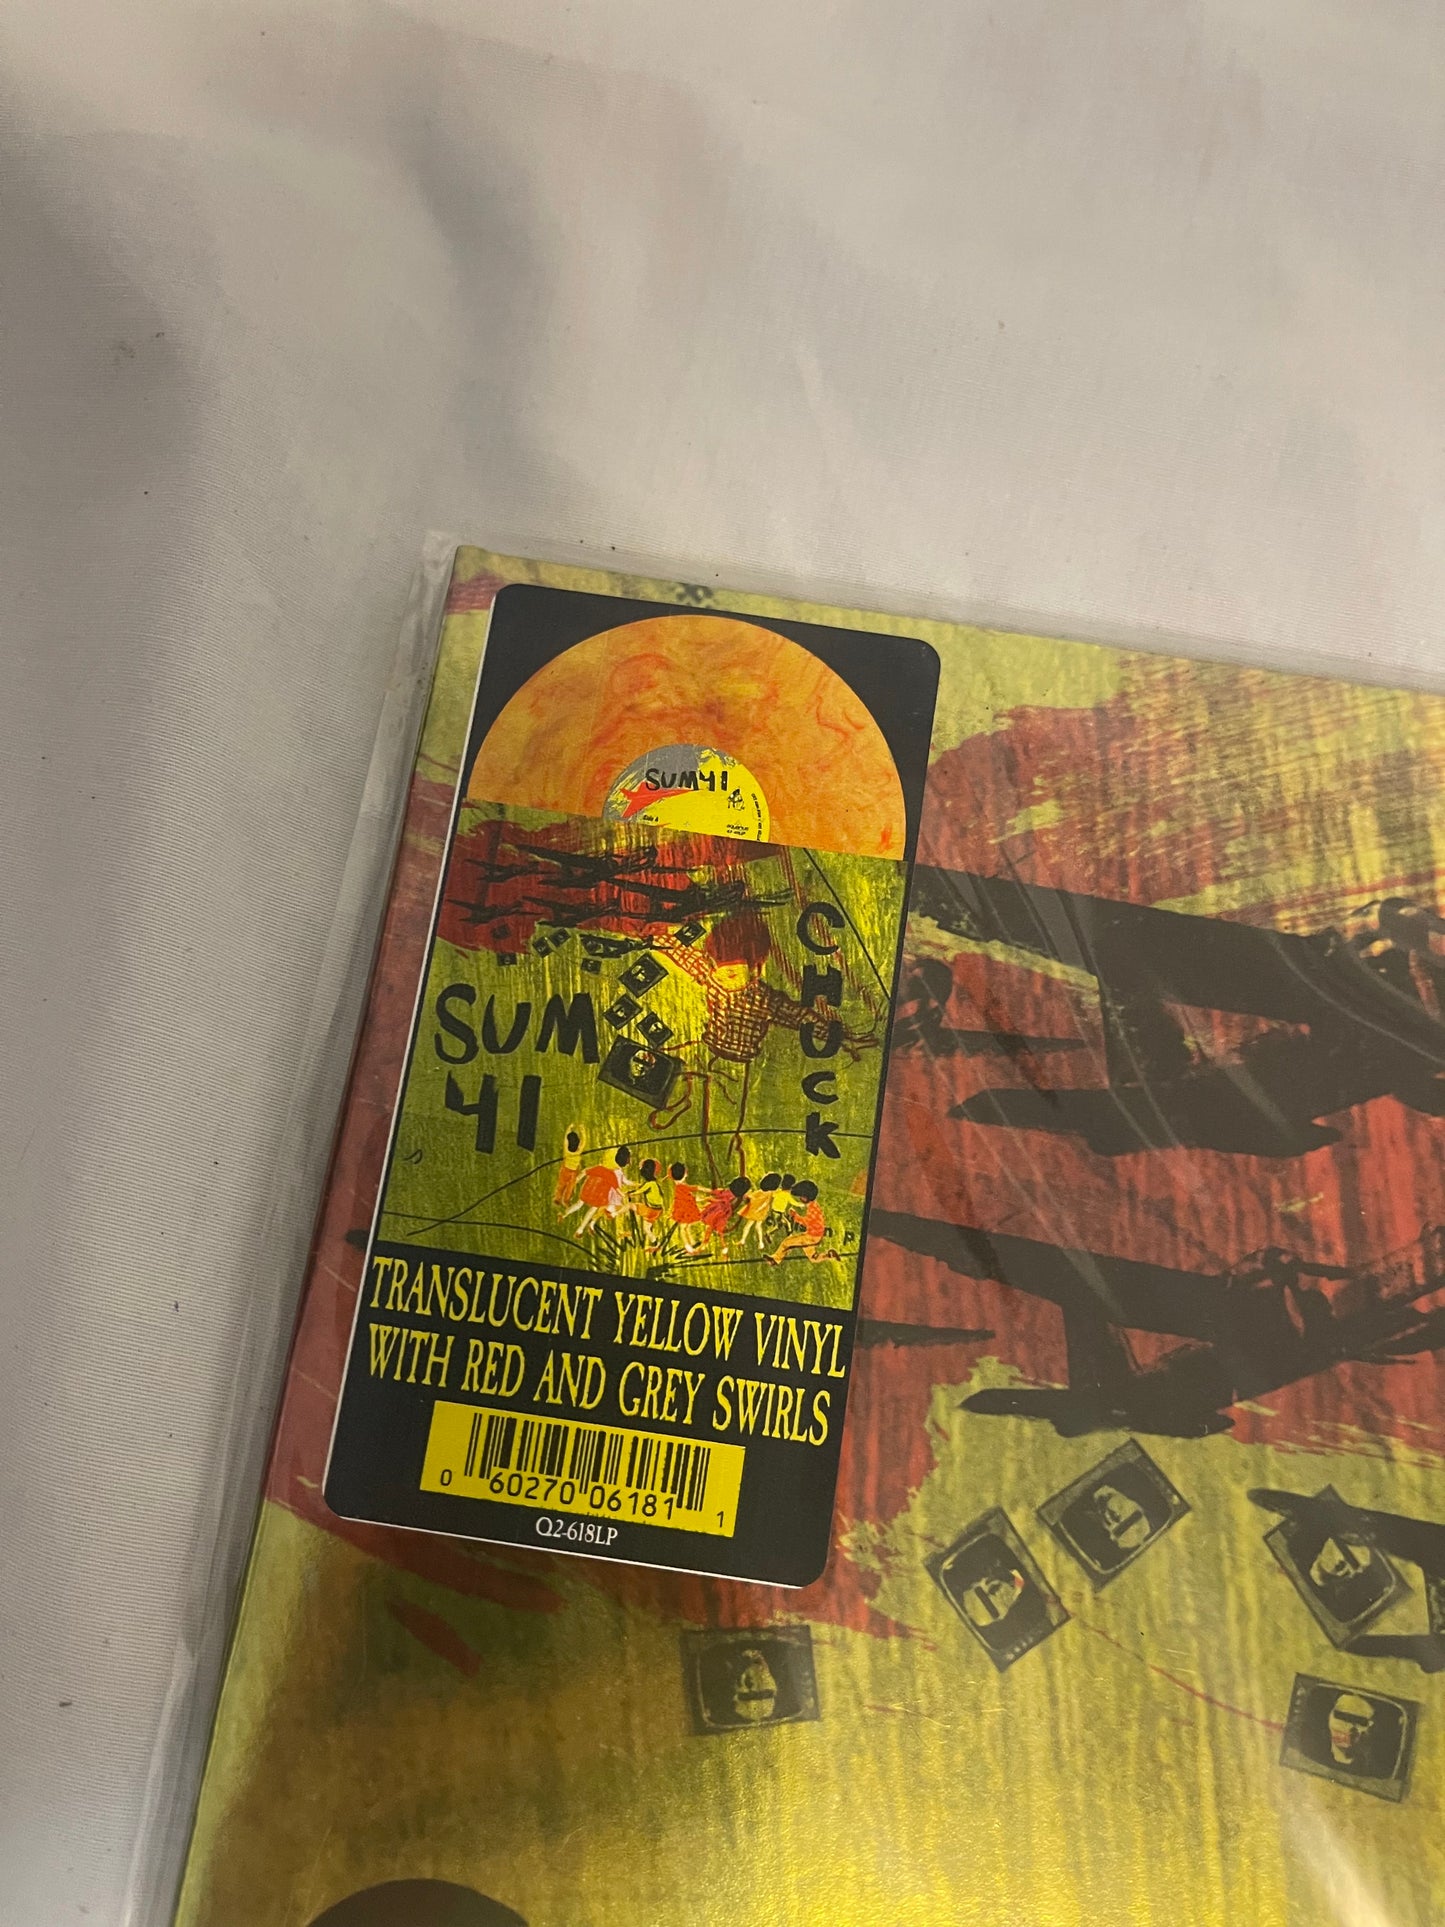 SUM 41
Side A
SUM
41
CHUCK
TRANSLUCENT YELLOW VINYL
WITH RED AND GREY SWIRLS
0 60270 06181 1
Q2-618LP